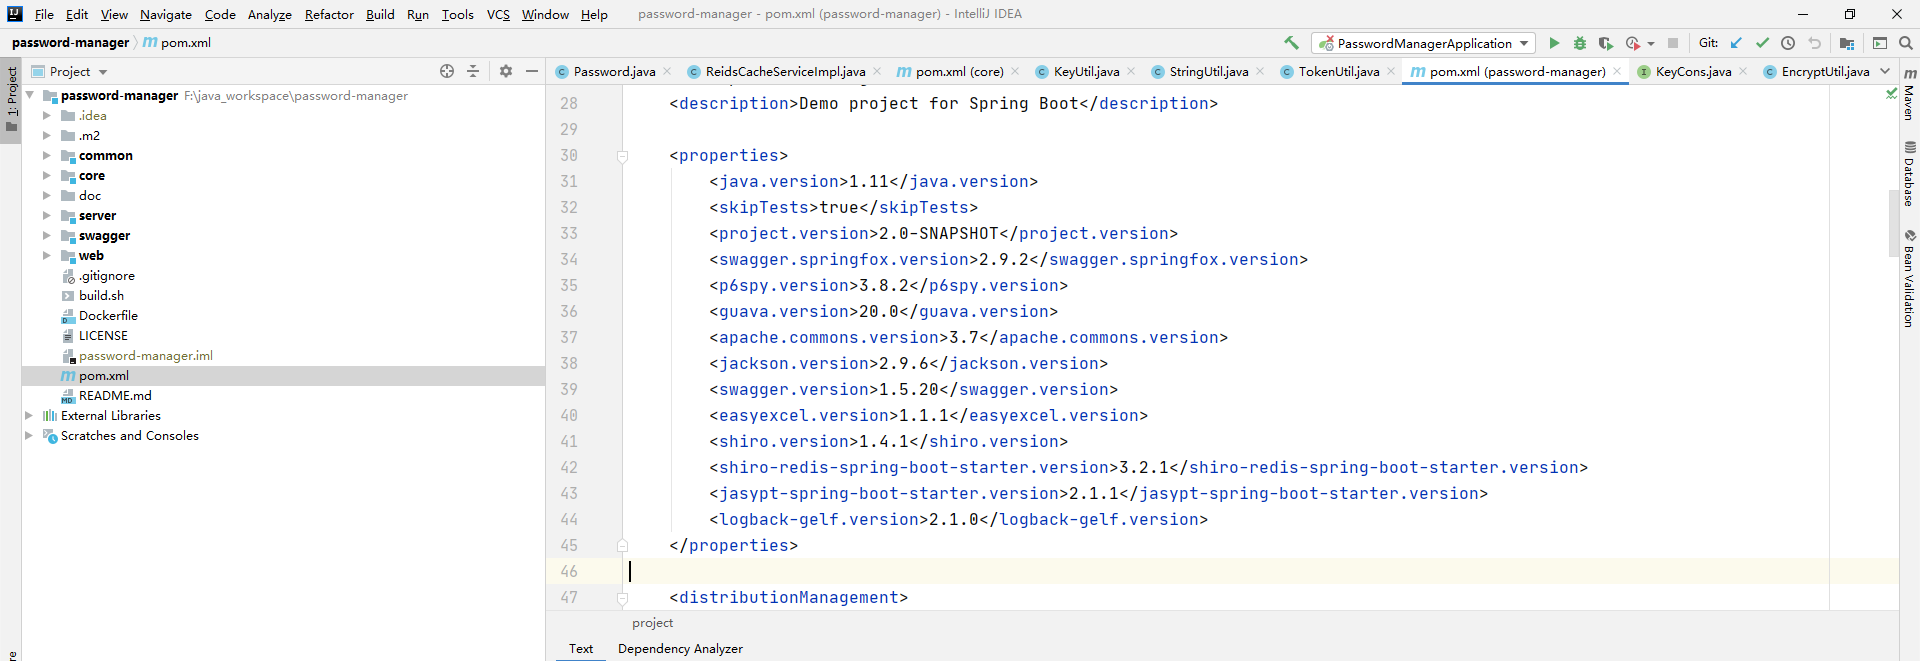 File Edit View Navigate Code Analyze Refactor Build Run Tools VCS Window Help password-manager - pom.xml (password-manager) - IntelliJ IDEA
password-manager pom.xml PasswordManagerApplication Git:
Project Password.java ReidsCacheServiceImpl.java pom.xml (core) KeyUtil.java StringUtil.java TokenUtil.java pom.xml (password-manager) KeyCons.java EncryptUtil.java
1: Project
Maven
Database
Bean Validation
password-manager F:\java_workspace\password-manager
.idea
.m2
common
core
doc
server
swagger
web
.gitignore
build.sh
Dockerfile
LICENSE
password-manager.iml
pom.xml
README.md
External Libraries
Scratches and Consoles
28 <description>Demo project for Spring Boot</description>
29
30 <properties>
31 <java.version>1.11</java.version>
32 <skipTests>true</skipTests>
33 <project.version>2.0-SNAPSHOT</project.version>
34 <swagger.springfox.version>2.9.2</swagger.springfox.version>
35 <p6spy.version>3.8.2</p6spy.version>
36 <guava.version>20.0</guava.version>
37 <apache.commons.version>3.7</apache.commons.version>
38 <jackson.version>2.9.6</jackson.version>
39 <swagger.version>1.5.20</swagger.version>
40 <easyexcel.version>1.1.1</easyexcel.version>
41 <shiro.version>1.4.1</shiro.version>
42 <shiro-redis-spring-boot-starter.version>3.2.1</shiro-redis-spring-boot-starter.version>
43 <jasypt-spring-boot-starter.version>2.1.1</jasypt-spring-boot-starter.version>
44 <logback-gelf.version>2.1.0</logback-gelf.version>
45 </properties>
46
47 <distributionManagement>
project
Text Dependency Analyzer